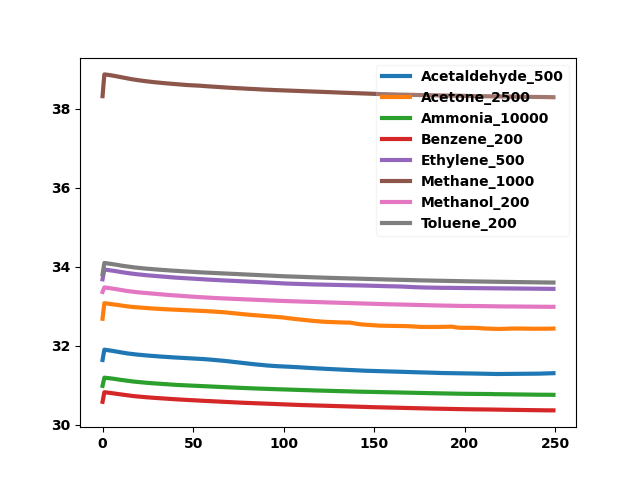 Acetaldehyde_500
Acetone_2500
Ammonia_10000
Benzene_200
Ethylene_500
Methane_1000
Methanol_200
Toluene_200
38
36
34
32
30
0 50 100 150 200 250